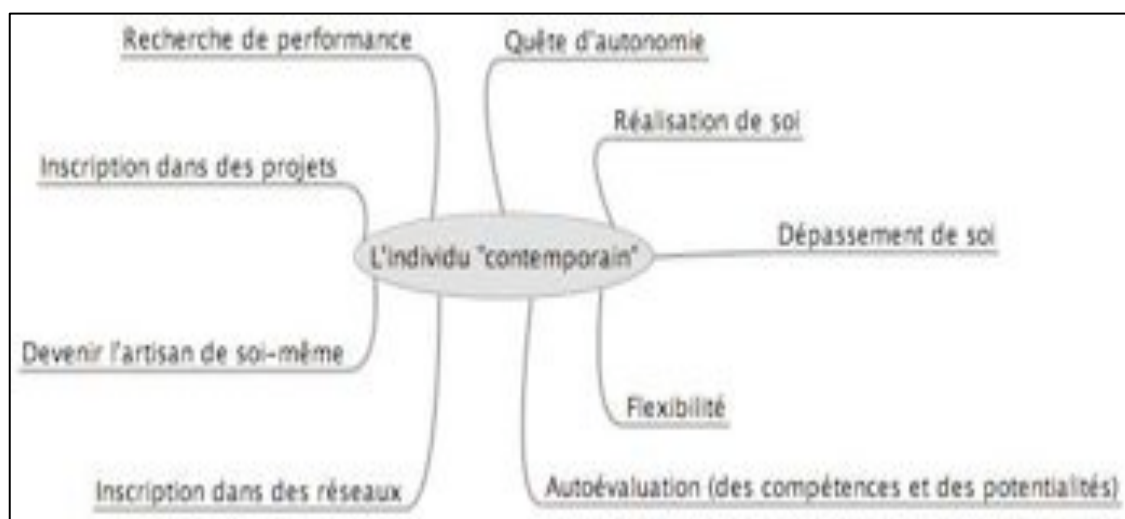 Recherche de performance
Quête d'autonomie
Réalisation de soi
Inscription dans des projets
Dépassement de soi
L'individu "contemporain"
Devenir l'artisan de soi-même
Flexibilité
Inscription dans des réseaux
Autoévaluation (des compétences et des potentialités)